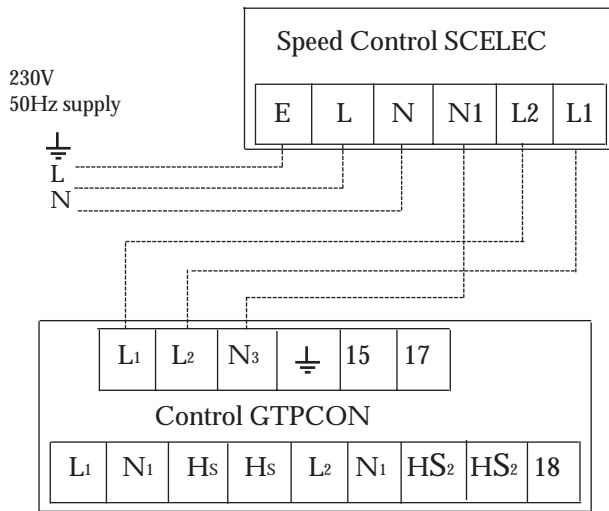 Speed Control SCELEC
230V
50Hz supply
E L N N1 L2 L1
L
N
L1 L2 N3 15 17
Control GTPCON
L1 N1 HS HS L2 N1 HS2 HS2 18